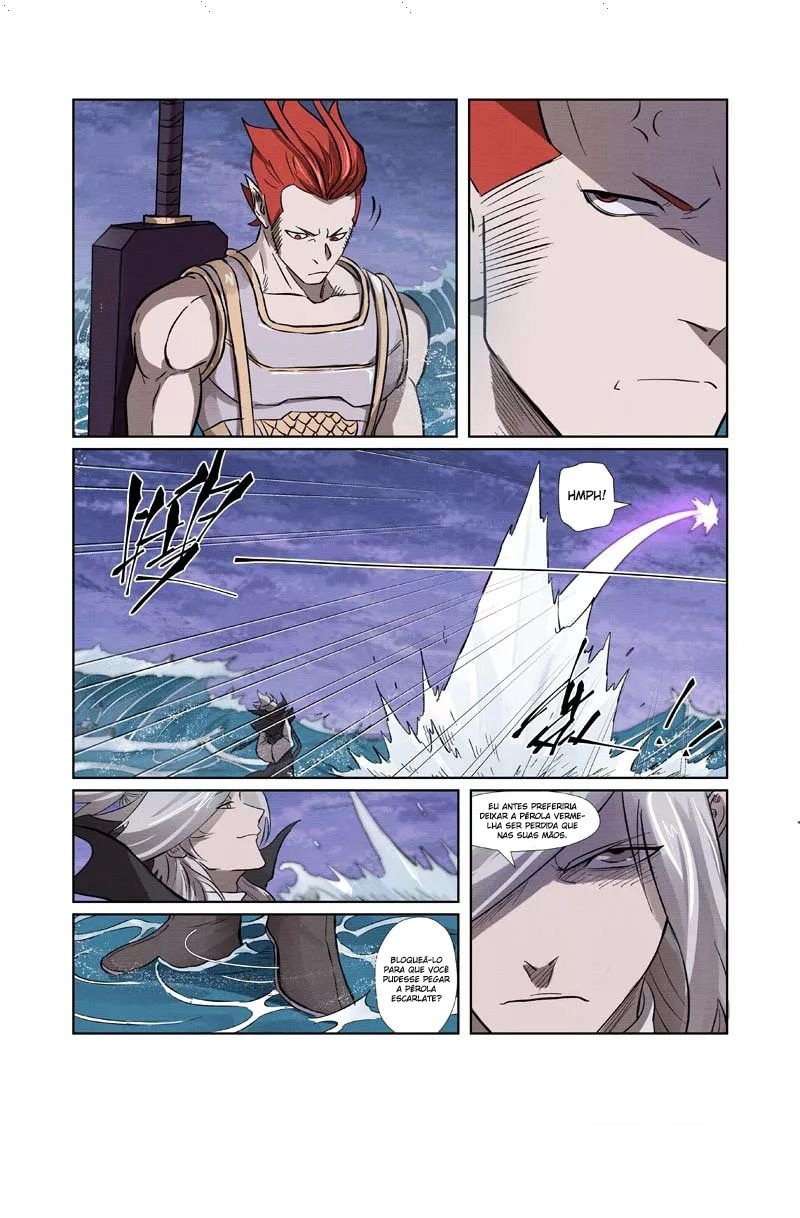 HMPH!
EU ANTES PREFERIRIA
DEIXAR A PÉROLA VERME-
LHA SER PERDIDA QUE
NAS SUAS MÃOS.
BLOQUEÁ-LO
PARA QUE VOCÊ
PUDESSE PEGAR
A PÉROLA
ESCARLATE?